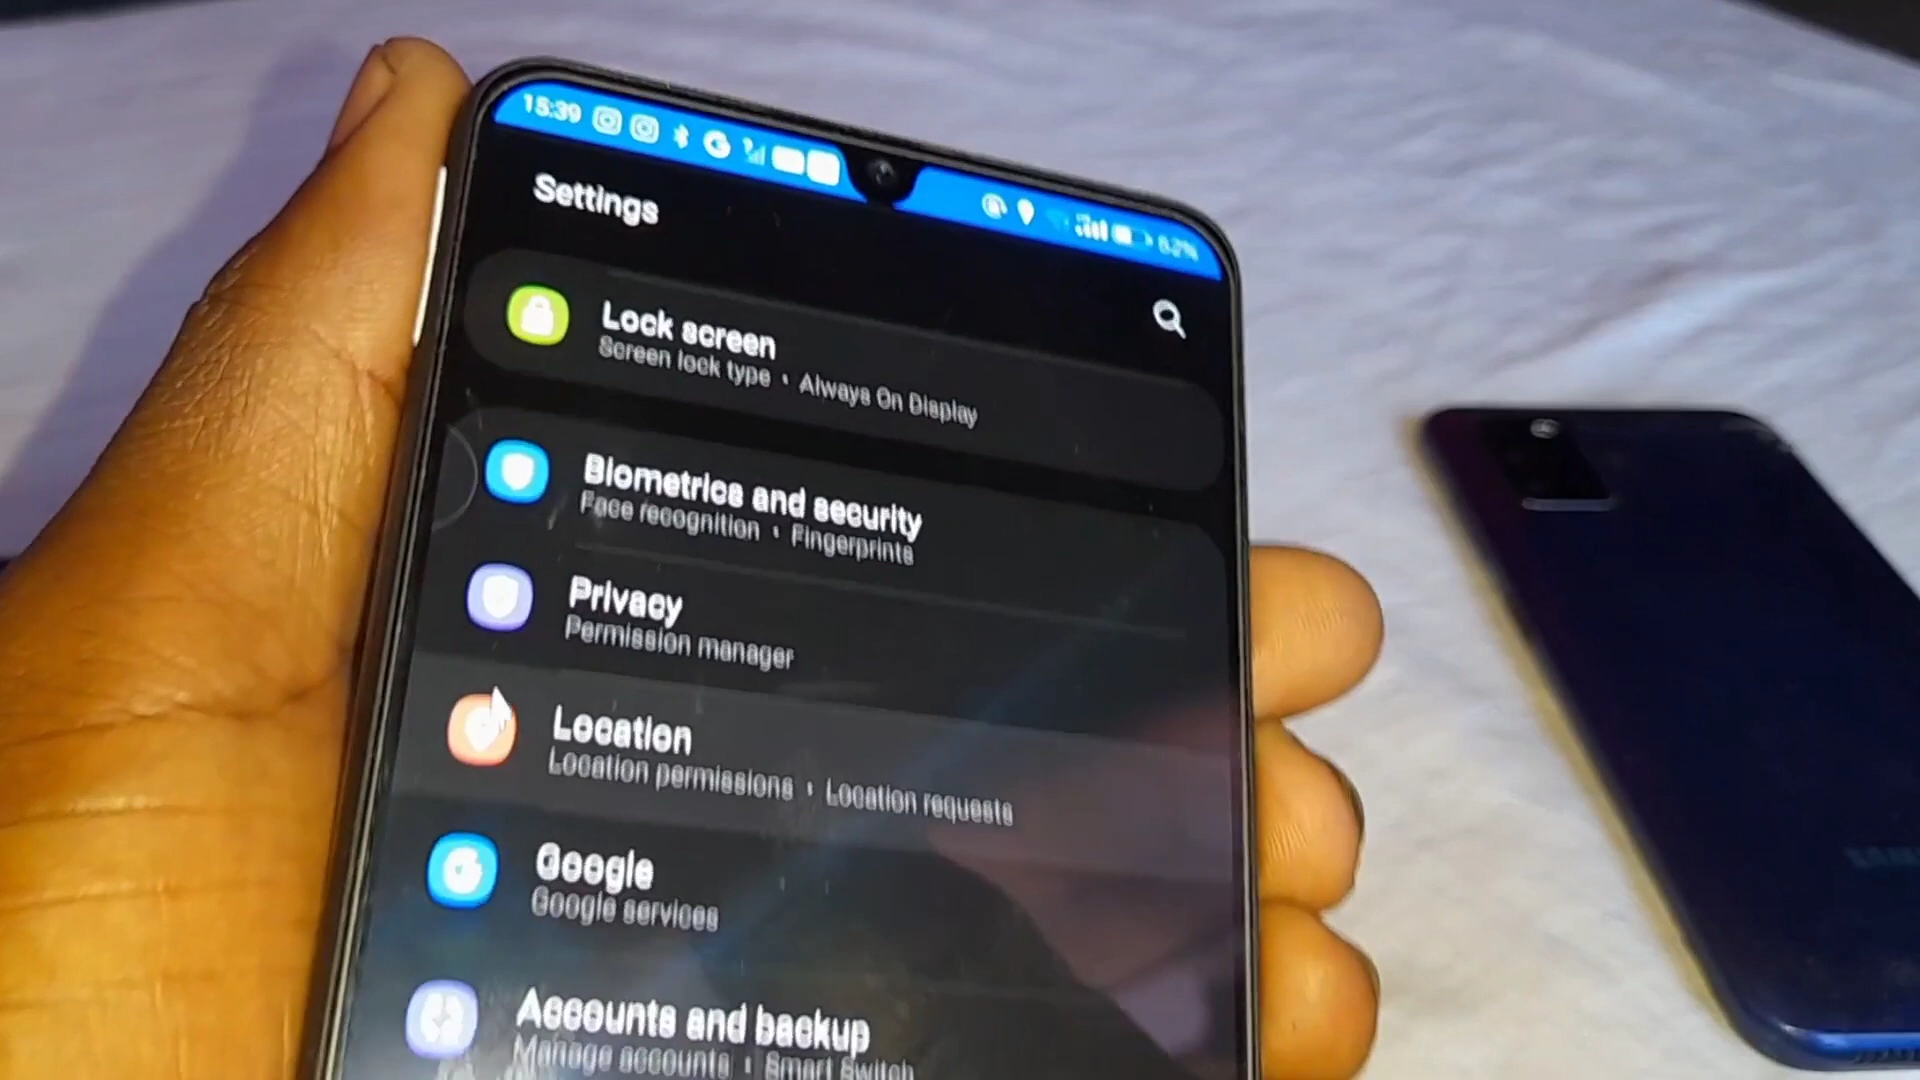 15:39
62%
Settings
Lock screen
Screen lock type • Always On Display
Biometrics and security
Face recognition • Fingerprints
Privacy
Permission manager
Location
Location permissions • Location requests
Google
Google services
Accounts and backup
Manage accounts • Smart Switch